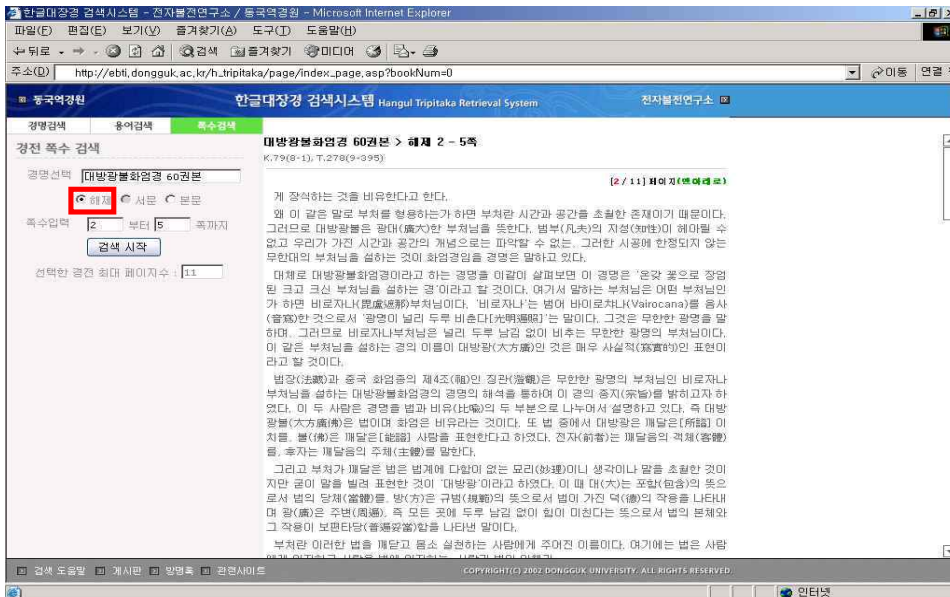 한글대장경 검색시스템 - 전자불전연구소 / 동국역경원 - Microsoft Internet Explorer
파일(F) 편집(E) 보기(V) 즐겨찾기(A) 도구(T) 도움말(H)
뒤로 검색 즐겨찾기 미디어
주소(D) http://ebti.dongguk.ac.kr/h_tripitaka/page/index_page.asp?bookNum=0 이동 연결
동국역경원 한글대장경 검색시스템 Hangul Tripitaka Retrieval System 전자불전연구소
경명검색 용어검색 쪽수검색
경전 쪽수 검색
경명선택 대방광불화엄경 60권본
해제 서문 본문
쪽수입력 2 부터 5 쪽까지
검색 시작
선택한 경전 최대 페이지수 : 11
대방광불화엄경 60권본 > 해제 2 - 5쪽
K.79(8-1), T.278(9-395)
[2 / 11] 페이지(맨아래로)
게 장식하는 것을 비유한다고 한다.
왜 이 같은 말로 부처를 형용하는가 하면 부처란 시간과 공간을 초월한 존재이기 때문이다.
그러므로 대방광불은 광대(廣大)한 부처님을 뜻한다. 범부(凡夫)의 지성(知性)이 헤아릴 수
없고 우리가 가진 시간과 공간의 개념으로는 파악할 수 없는, 그러한 시공에 한정되지 않는
무한대의 부처님을 설하는 것이 화엄경임을 경명은 말하고 있다.
대체로 대방광불화엄경이라고 하는 경명을 이같이 살펴보면 이 경명은 '온갖 꽃으로 장엄
된 크고 크신 부처님을 설하는 경'이라고 할 것이다. 여기서 말하는 부처님은 어떤 부처님인
가 하면 비로자나(毘盧遮那)부처님이다. '비로자나'는 범어 바이로챠나(Vairocana)를 음사
(音寫)한 것으로서 '광명이 널리 두루 비춘다[光明遍照]'는 말이다. 그것은 무한한 광명을 말
하며, 그러므로 비로자나부처님은 널리 두루 남김 없이 비추는 무한한 광명의 부처님이다.
이 같은 부처님을 설하는 경의 이름이 대방광(大方廣)인 것은 매우 사실적(寫實的)인 표현이
라고 할 것이다.
법장(法藏)과 중국 화엄종의 제4조(祖)인 징관(澄觀)은 무한한 광명의 부처님인 비로자나
부처님을 설하는 대방광불화엄경의 경명의 해석을 통하여 이 경의 종지(宗旨)를 밝히고자 하
였다. 이 두 사람은 경명을 법과 비유(比喩)의 두 부분으로 나누어서 설명하고 있다. 즉 대방
광불(大方廣佛)은 법이며 화엄은 비유라는 것이다. 또 법 중에서 대방광은 깨달은[所證] 이
치를, 불(佛)은 깨달은[能證] 사람을 표현한다고 하였다. 전자(前者)는 깨달음의 객체(客體)
를, 후자는 깨달음의 주체(主體)를 말한다.
그리고 부처가 깨달은 법은 법계에 다함이 없는 묘리(妙理)이니 생각이나 말을 초월한 것이
지만 굳이 말을 빌려 표현한 것이 '대방광'이라고 하였다. 이 때 대(大)는 포함(包含)의 뜻으
로서 법의 당체(當體)를, 방(方)은 규범(規範)의 뜻으로서 법이 가진 덕(德)의 작용을 나타내
며 광(廣)은 주변(周遍), 즉 모든 곳에 두루 남김 없이 힘이 미친다는 뜻으로서 법의 본체와
그 작용이 보편타당(普遍妥當)함을 나타낸 말이다.
부처란 이러한 법을 깨닫고 몸소 실천하는 사람에게 주어진 이름이다. 여기에는 법은 사람
검색 도움말 게시판 방명록 관련사이트 COPYRIGHT(C) 2002 DONGGUK UNIVERSITY. ALL RIGHTS RESERVED.
인터넷